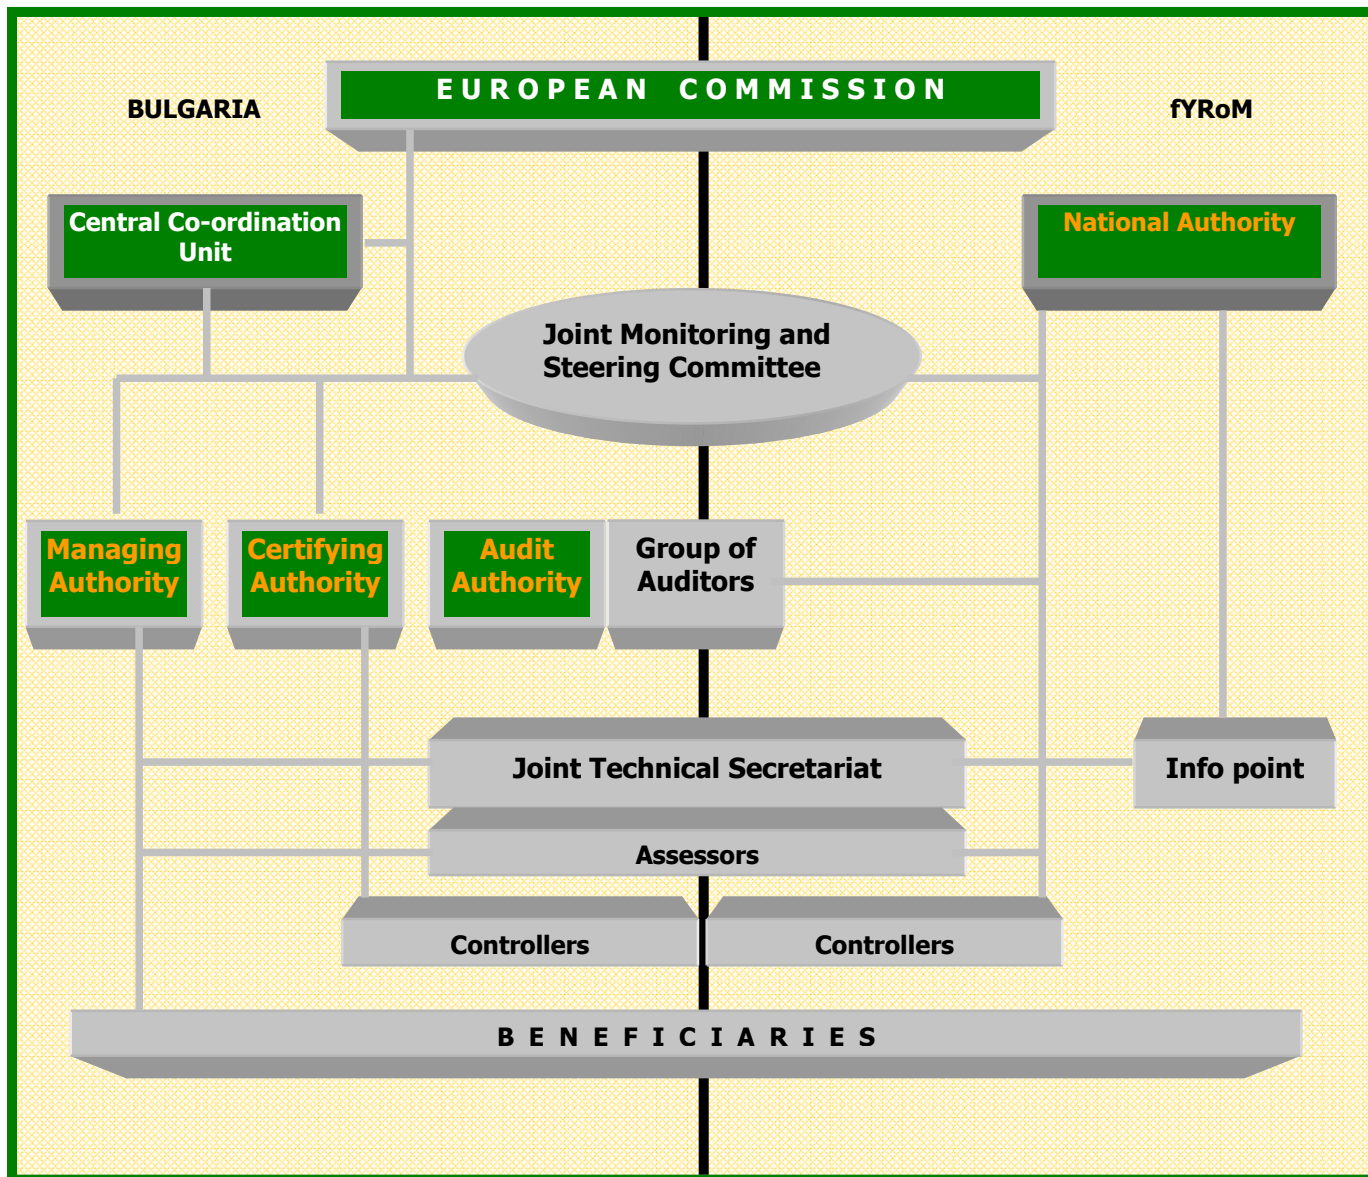 EUROPEAN COMMISSION
BULGARIA
fYRoM
Central Co-ordination
Unit
National Authority
Joint Monitoring and
Steering Committee
Managing
Authority
Certifying
Authority
Audit
Authority
Group of
Auditors
Joint Technical Secretariat
Info point
Assessors
Controllers
Controllers
BENEFICIARIES